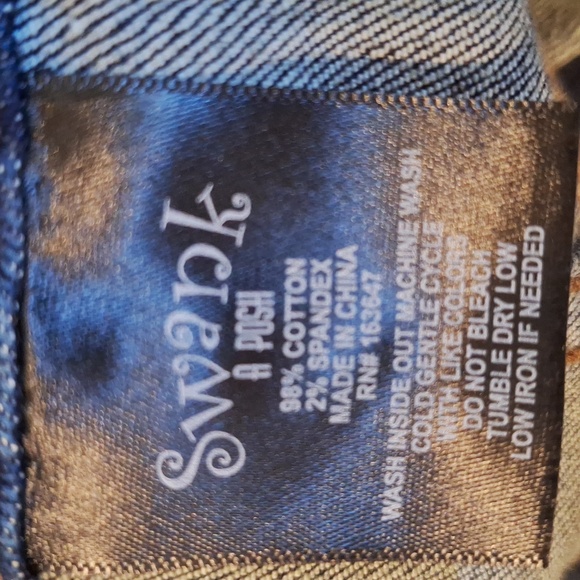 Swank
A POSH
98% COTTON
2% SPANDEX
MADE IN CHINA
RN# 163647
WASH INSIDE OUT MACHINE WASH
COLD GENTLE CYCLE
WITH LIKE COLORS
DO NOT BLEACH
TUMBLE DRY LOW
LOW IRON IF NEEDED